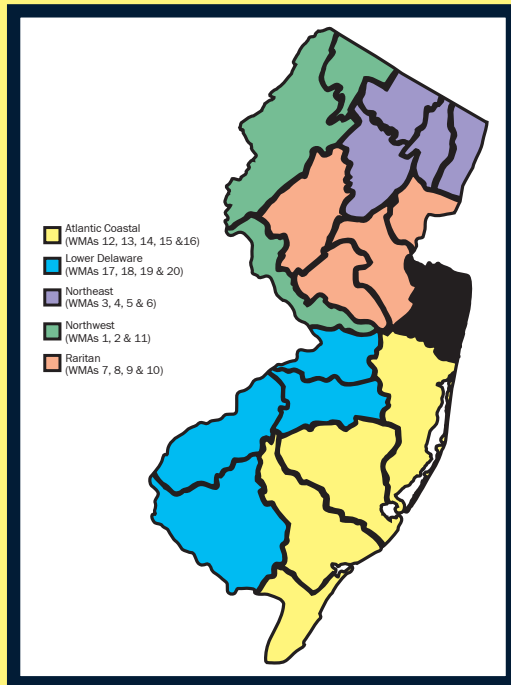 Atlantic Coastal
(WMAs 12, 13, 14, 15 &16)
Lower Delaware
(WMAs 17, 18, 19 & 20)
Northeast
(WMAs 3, 4, 5 & 6)
Northwest
(WMAs 1, 2 & 11)
Raritan
(WMAs 7, 8, 9 & 10)